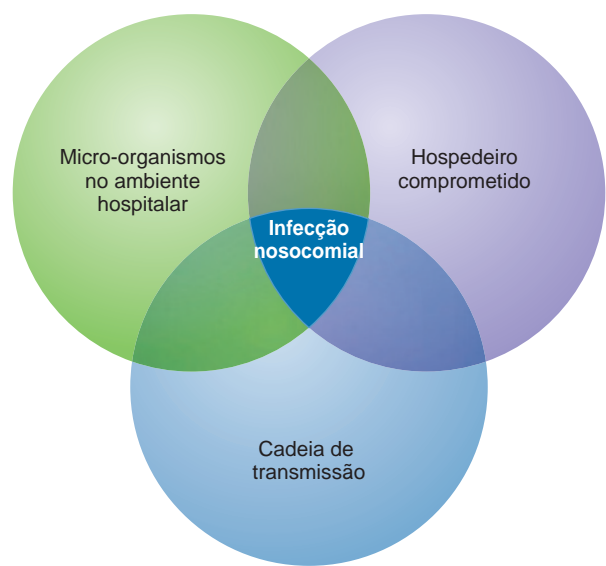 Micro-organismos
no ambiente
hospitalar
Hospedeiro
comprometido
Infecção
nosocomial
Cadeia de
transmissão